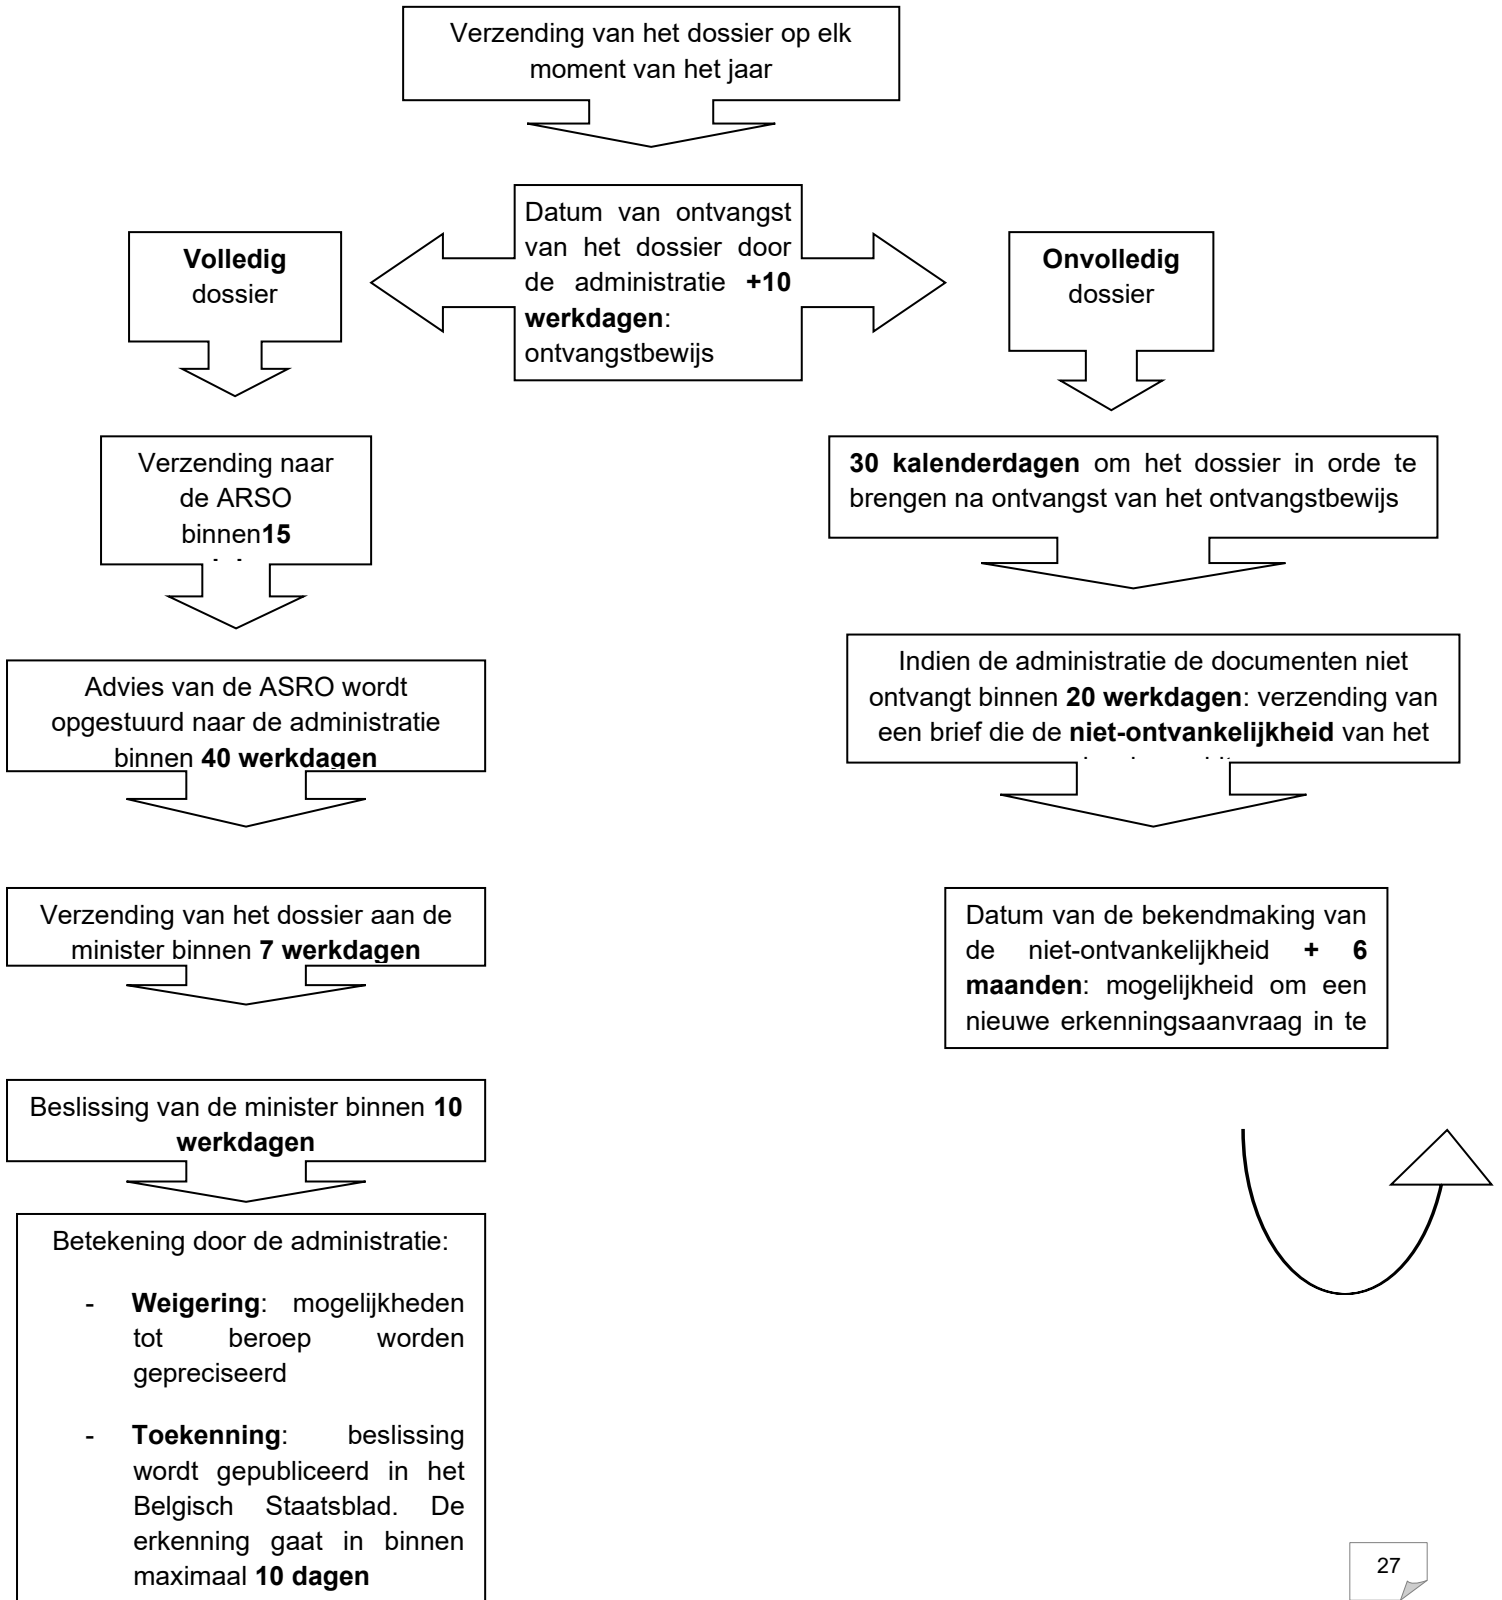 Verzending van het dossier op elk
moment van het jaar
Datum van ontvangst
van het dossier door
de administratie +10
werkdagen:
ontvangstbewijs
Volledig
dossier
Onvolledig
dossier
Verzending naar
de ARSO
binnen15
Advies van de ASRO wordt
opgestuurd naar de administratie
binnen 40 werkdagen
Verzending van het dossier aan de
minister binnen 7 werkdagen
Beslissing van de minister binnen 10
werkdagen
Betekening door de administratie:
- Weigering: mogelijkheden
tot beroep worden
gepreciseerd
- Toekenning: beslissing
wordt gepubliceerd in het
Belgisch Staatsblad. De
erkenning gaat in binnen
maximaal 10 dagen
30 kalenderdagen om het dossier in orde te
brengen na ontvangst van het ontvangstbewijs
Indien de administratie de documenten niet
ontvangt binnen 20 werkdagen: verzending van
een brief die de niet-ontvankelijkheid van het
Datum van de bekendmaking van
de niet-ontvankelijkheid + 6
maanden: mogelijkheid om een
nieuwe erkenningsaanvraag in te
27